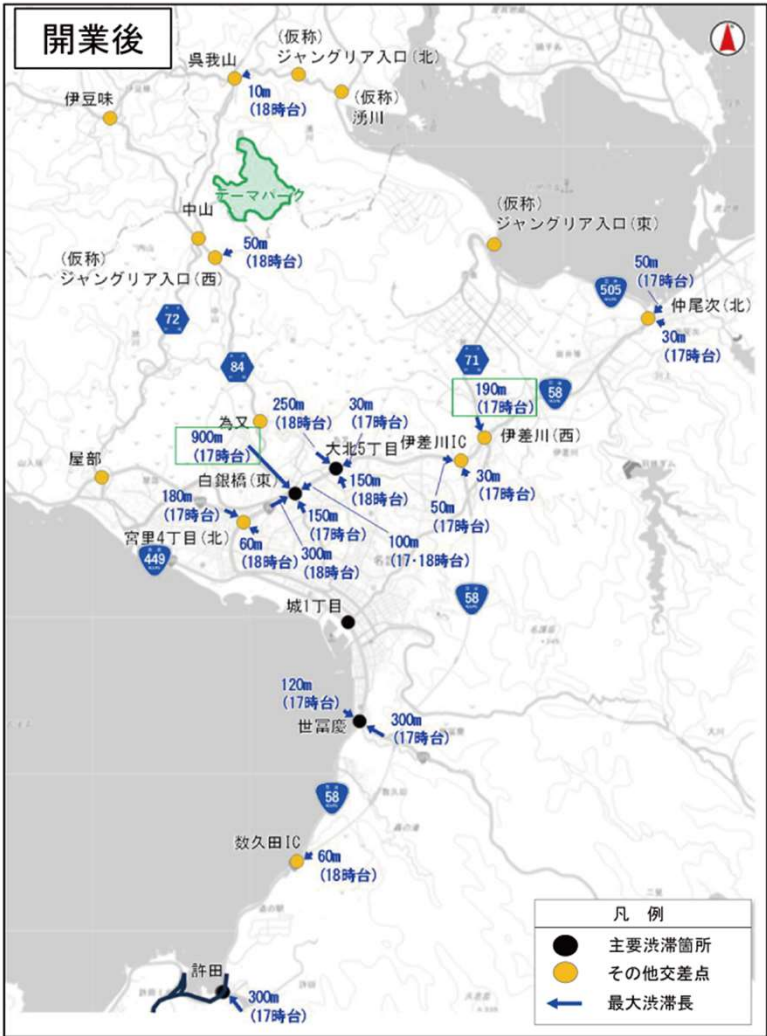 開業後
呉我山
(仮称)
ジャングリア入口(北)
10m
(18時台)
(仮称)
湧川
伊豆味
テーマパーク
中山
50m
(18時台)
(仮称)
ジャングリア入口(西)
(仮称)
ジャングリア入口(東)
505
50m
(17時台)
仲尾次(北)
30m
(17時台)
72
84
71
58
190m
(17時台)
伊差川(西)
伊差川IC
30m
(17時台)
50m
(17時台)
為又
250m
(18時台)
30m
(17時台)
大北5丁目
150m
(18時台)
900m
(17時台)
白銀橋(東)
屋部
180m
(17時台)
宮里4丁目(北)
60m
(18時台)
150m
(17時台)
300m
(18時台)
100m
(17・18時台)
449
58
城1丁目
120m
(17時台)
世冨慶
300m
(17時台)
58
数久田IC
60m
(18時台)
許田
300m
(17時台)
凡 例
主要渋滞箇所
その他交差点
最大渋滞長